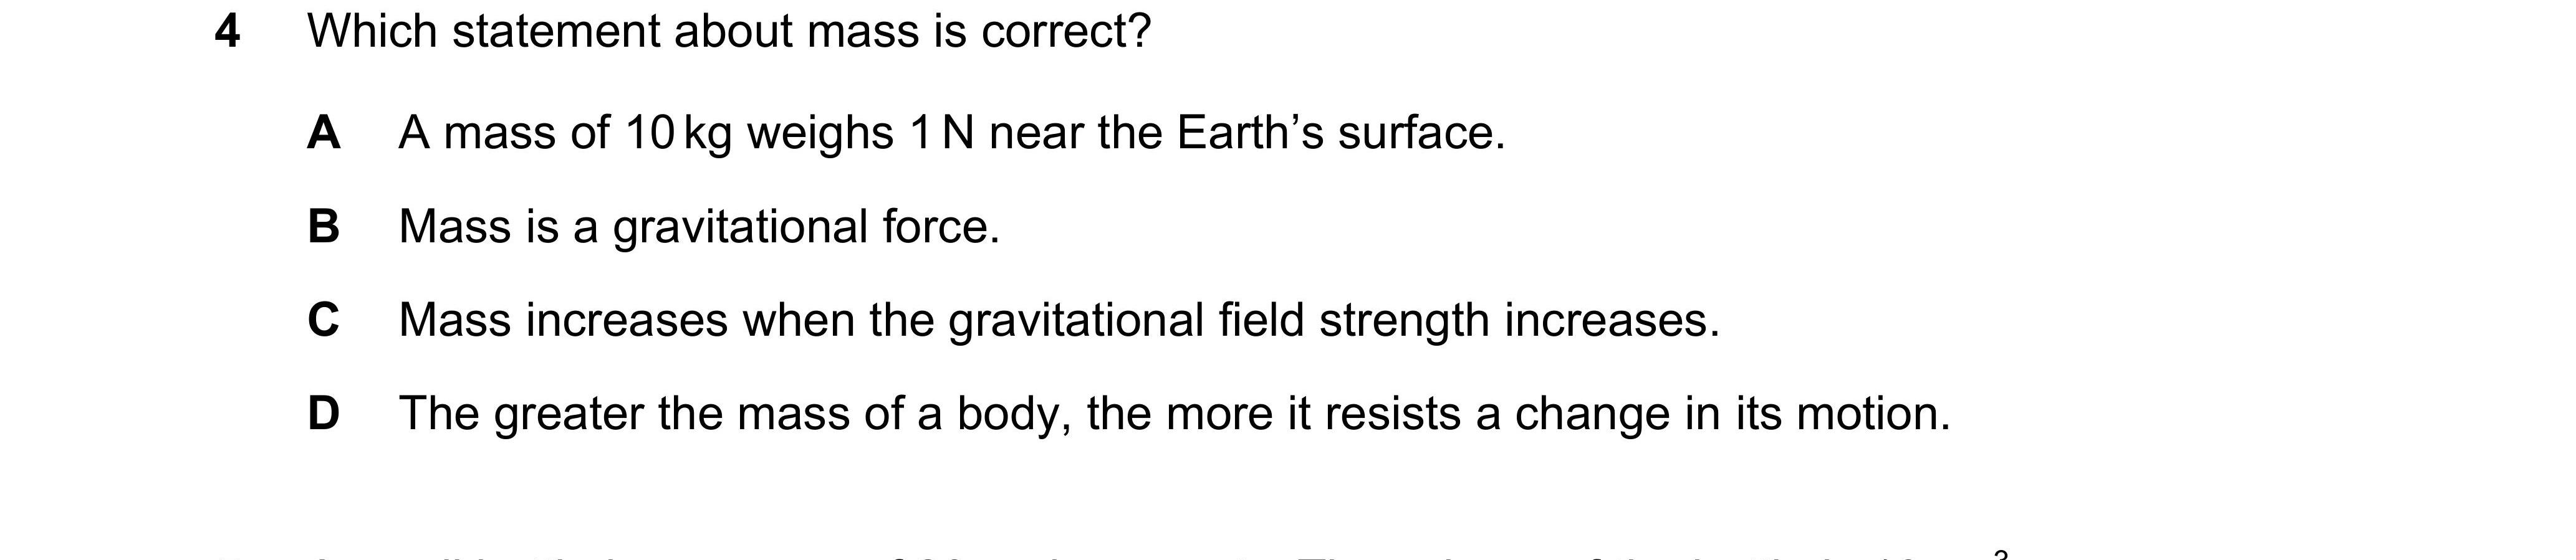 4 Which statement about mass is correct?
A A mass of 10 kg weighs 1 N near the Earth’s surface.
B Mass is a gravitational force.
C Mass increases when the gravitational field strength increases.
D The greater the mass of a body, the more it resists a change in its motion.